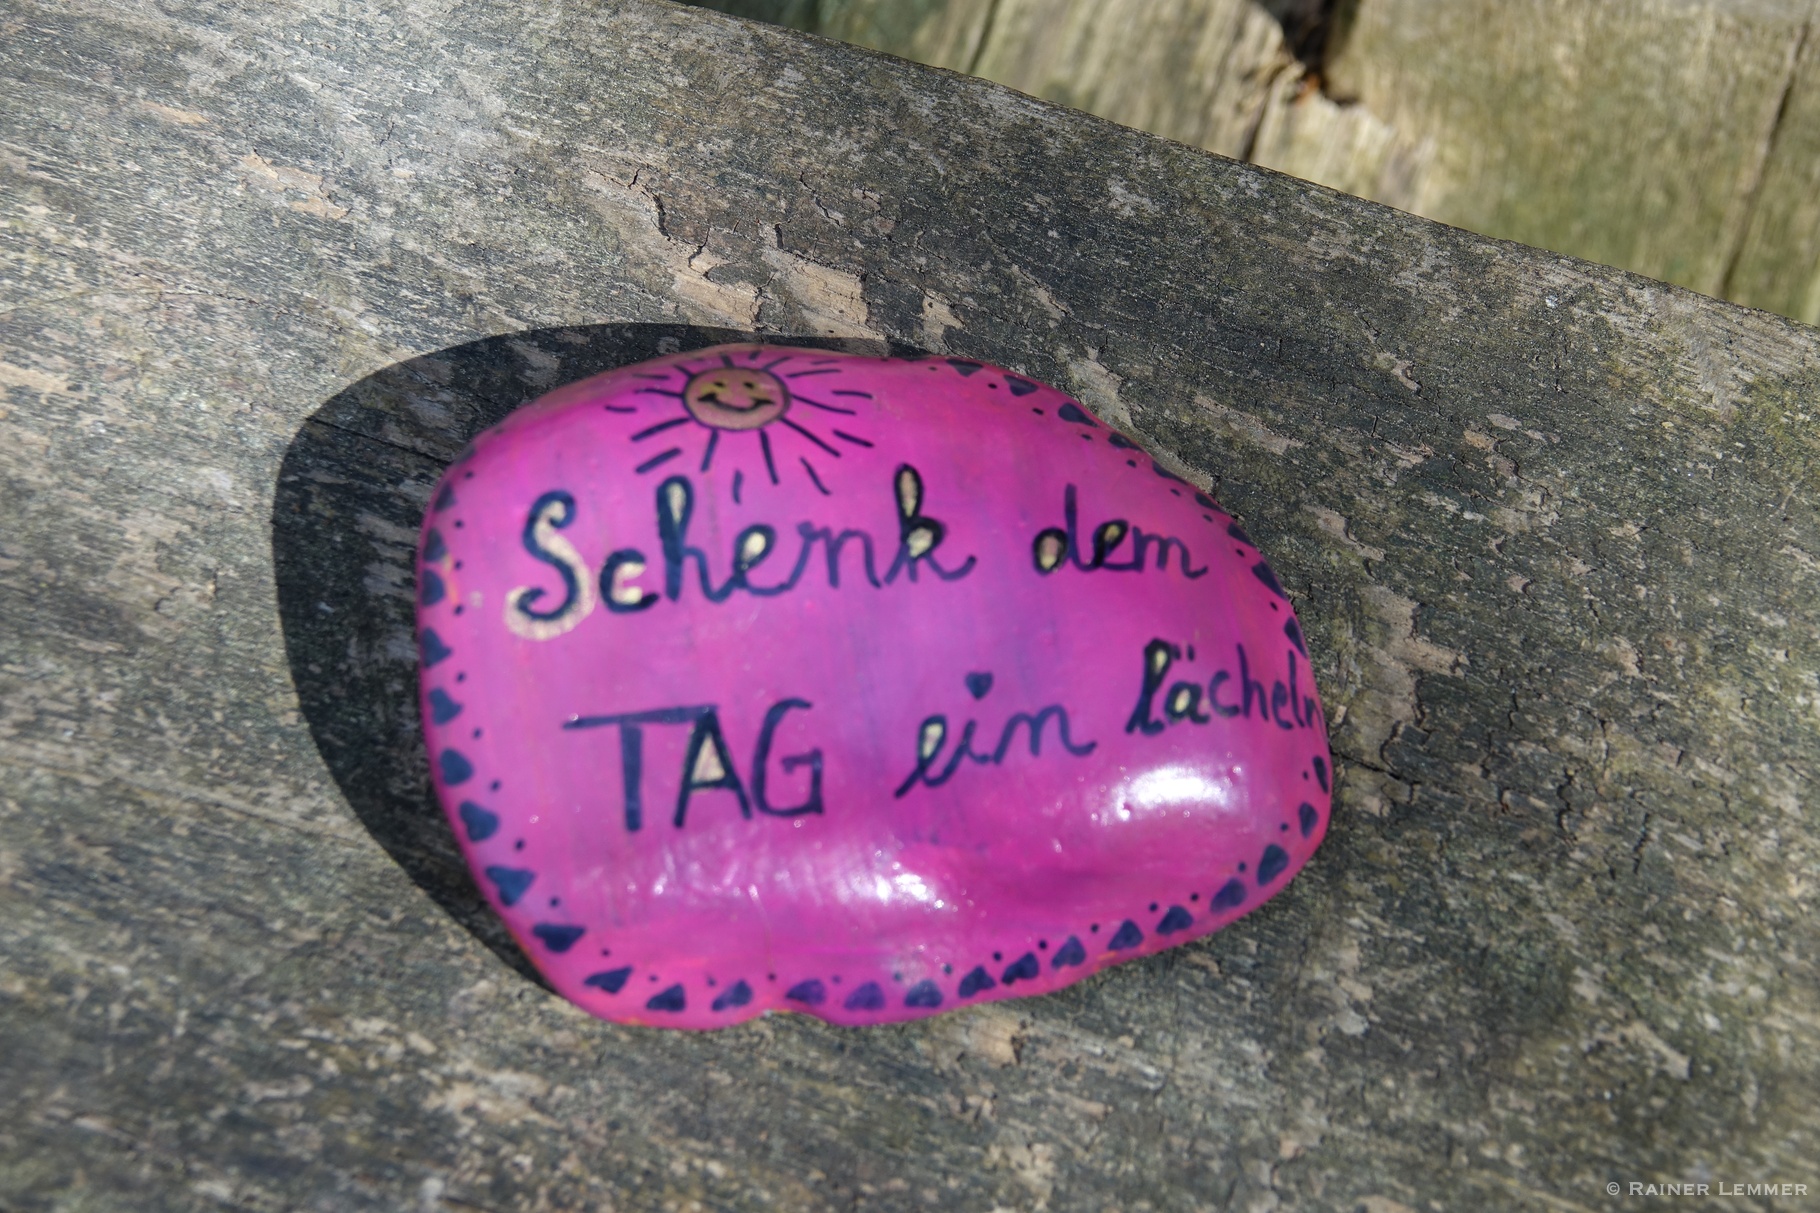 Schenk dem
TAG ein lächeln
© RAINER LEMMER